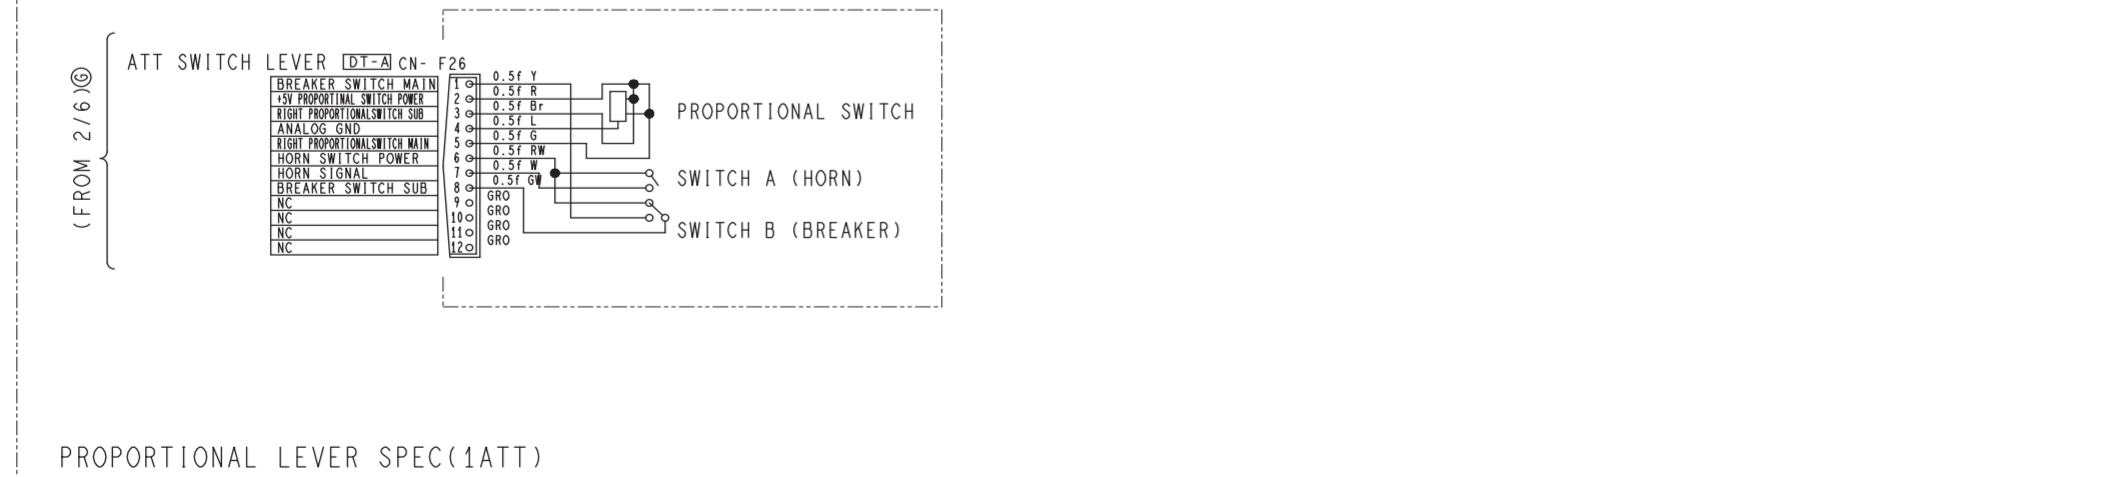 (FROM 2/6)Ⓖ
ATT SWITCH LEVER DT-A CN- F26
BREAKER SWITCH MAIN 1 0.5f Y
+5V PROPORTINAL SWITCH POWER 2 0.5f R
RIGHT PROPORTIONALSWITCH SUB 3 0.5f Br
ANALOG GND 4 0.5f L
RIGHT PROPORTIONALSWITCH MAIN 5 0.5f G
HORN SWITCH POWER 6 0.5f RW
HORN SIGNAL 7 0.5f W
BREAKER SWITCH SUB 8 0.5f GW
NC 9 GRO
NC 10 GRO
NC 11 GRO
NC 12 GRO
PROPORTIONAL SWITCH
SWITCH A (HORN)
SWITCH B (BREAKER)
PROPORTIONAL LEVER SPEC(1ATT)